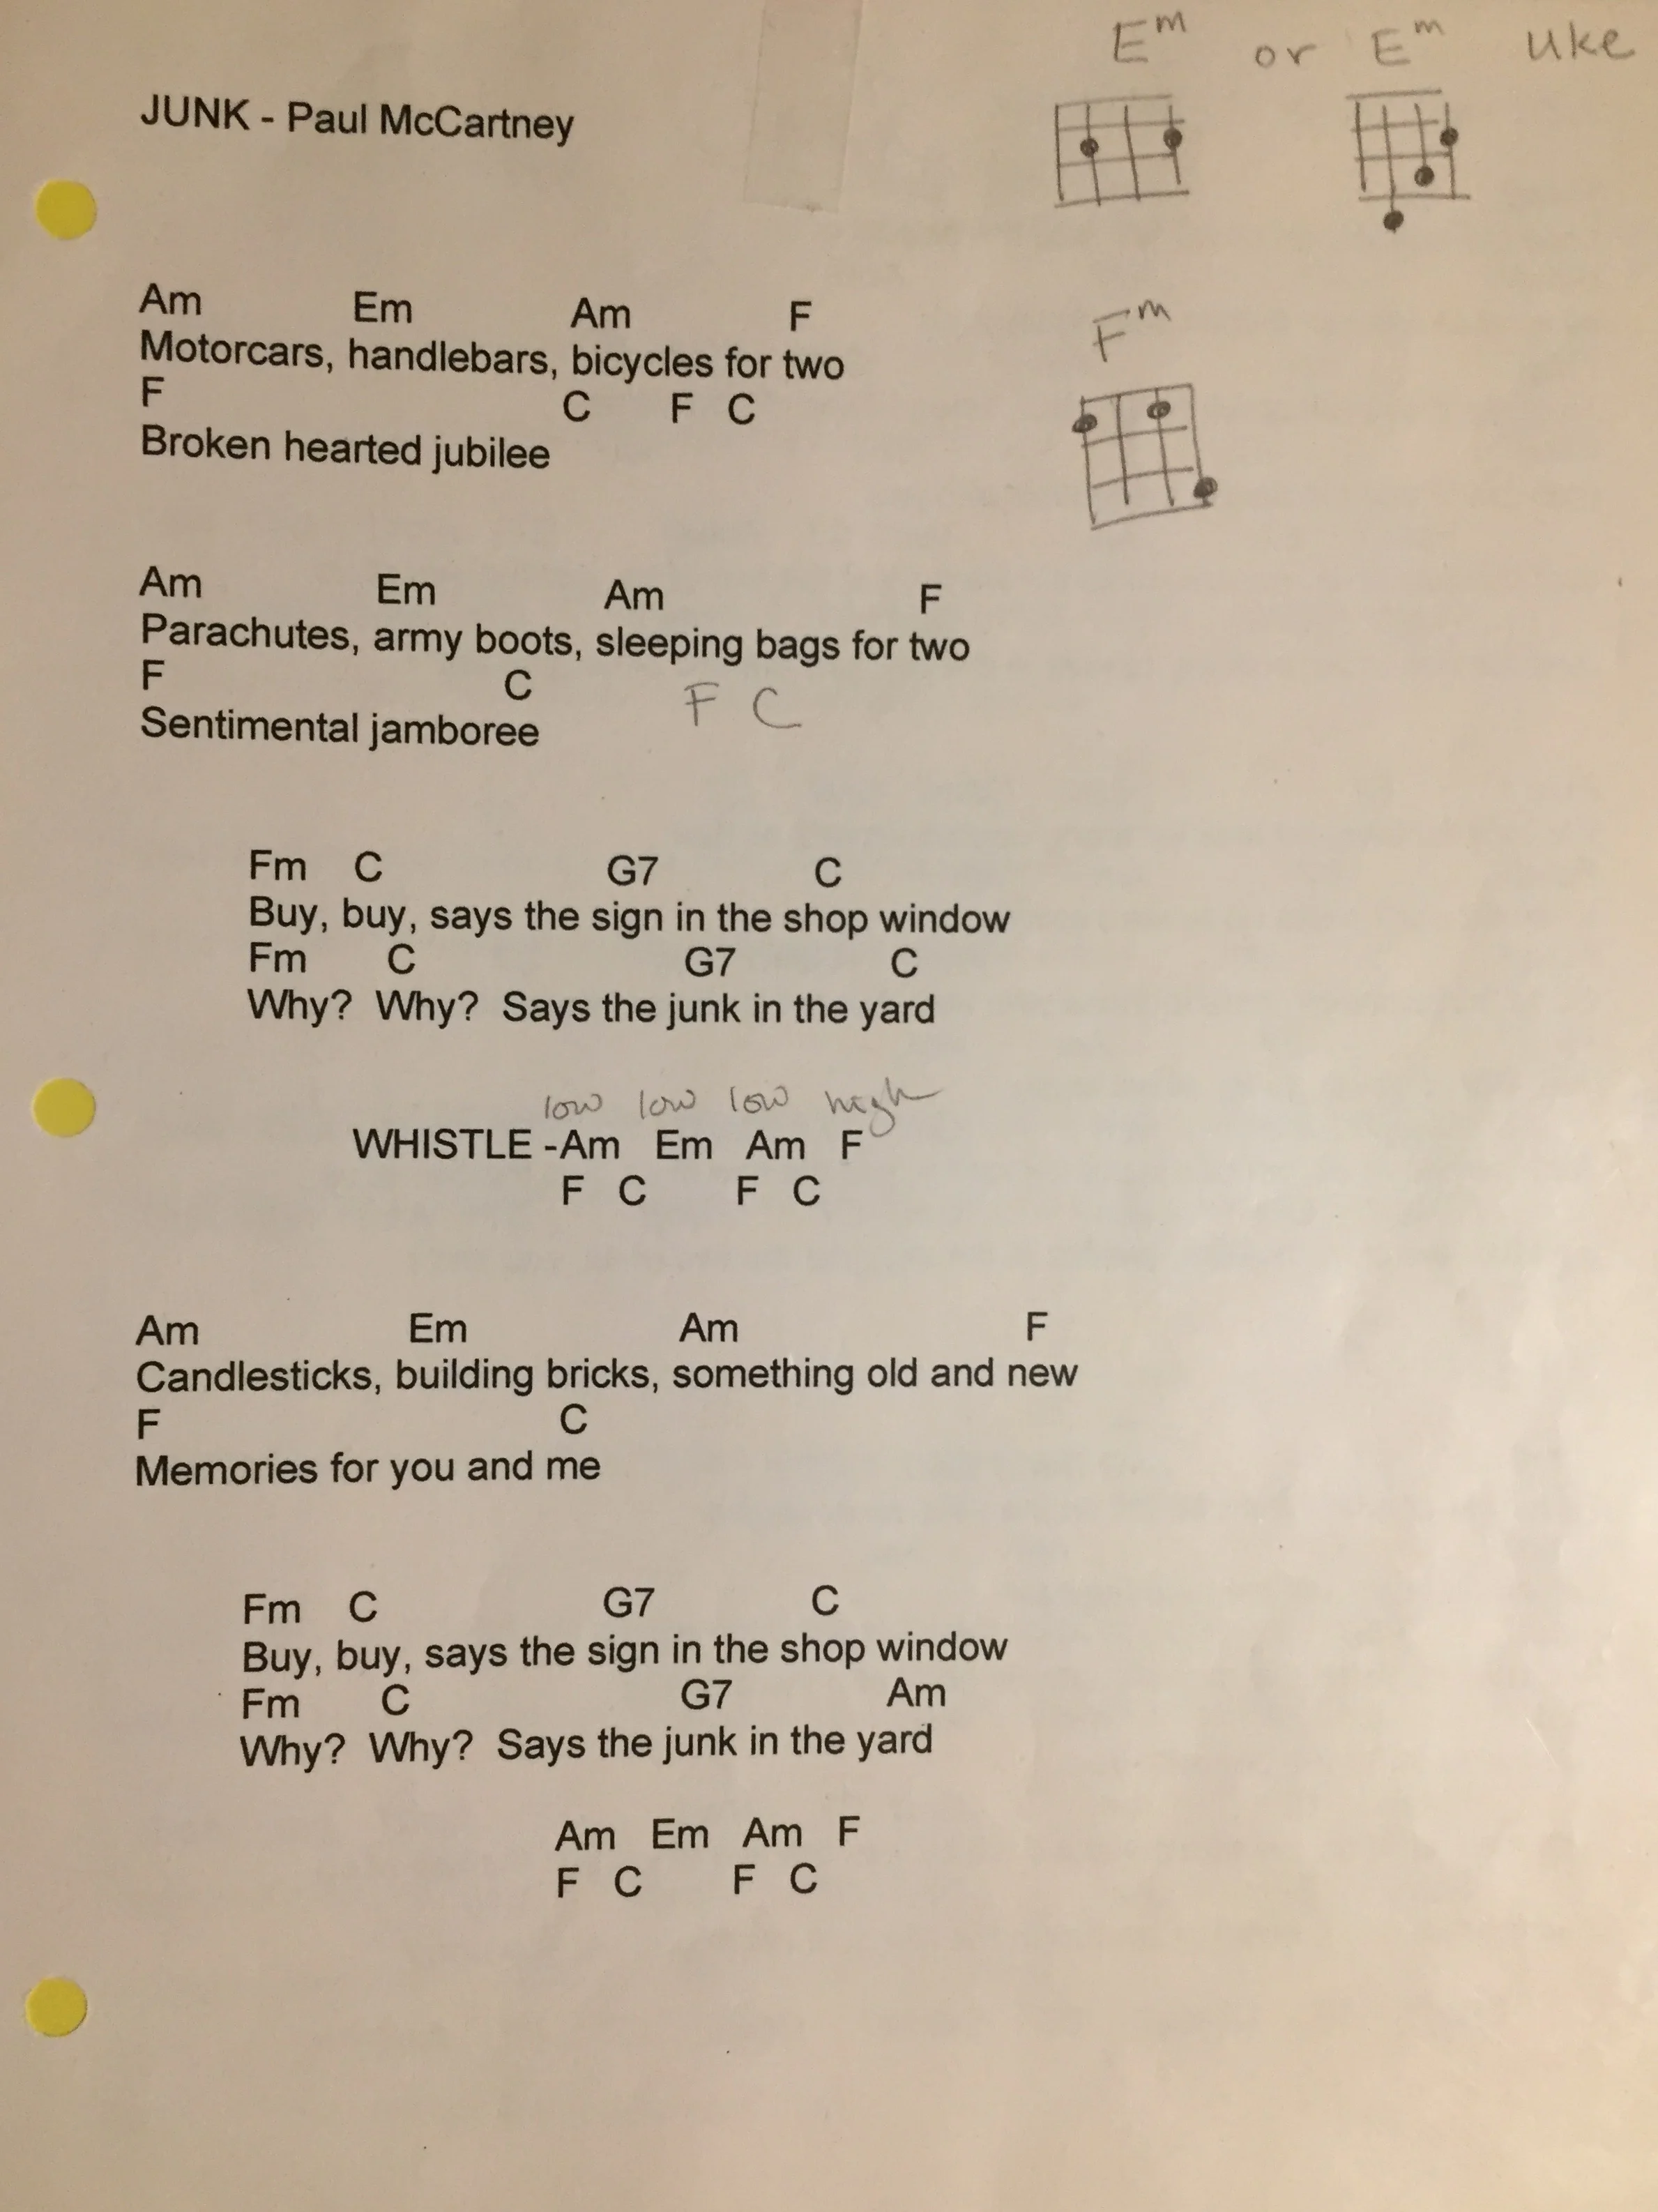 Em or Em uke
JUNK - Paul McCartney
Fm
Am Em Am F
Motorcars, handlebars, bicycles for two
F C F C
Broken hearted jubilee
Am Em Am F
Parachutes, army boots, sleeping bags for two
F C F C
Sentimental jamboree
Fm C G7 C
Buy, buy, says the sign in the shop window
Fm C G7 C
Why? Why? Says the junk in the yard
low low low high
WHISTLE -Am Em Am F
F C F C
Am Em Am F
Candlesticks, building bricks, something old and new
F C
Memories for you and me
Fm C G7 C
Buy, buy, says the sign in the shop window
Fm C G7 Am
Why? Why? Says the junk in the yard
Am Em Am F
F C F C